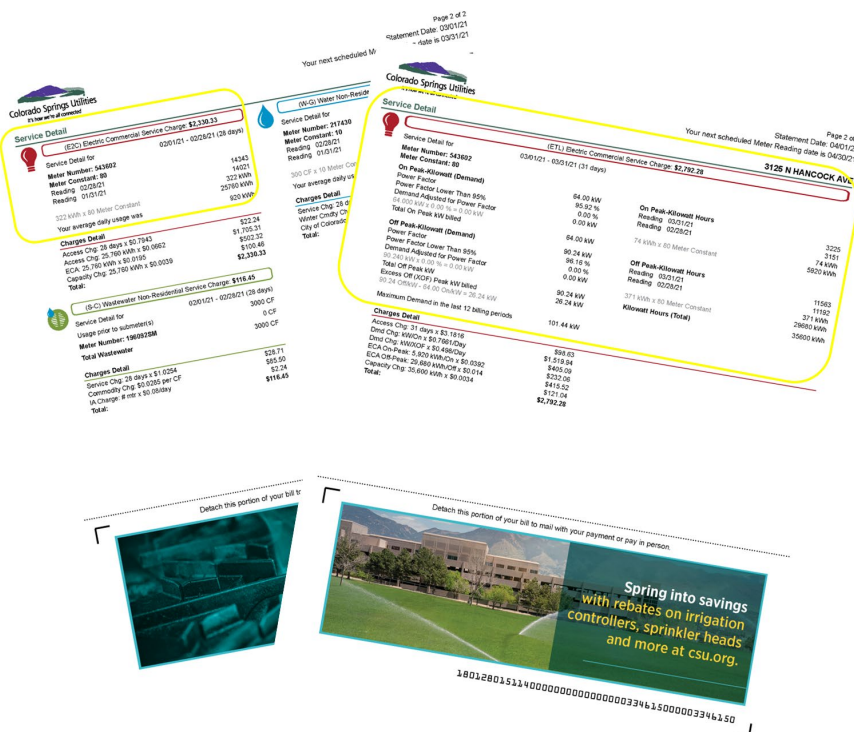 Page 2 of 2
Statement Date: 03/01/21
date is 03/31/21
Your next scheduled
Colorado Springs Utilities
It's how we're all connected
Service Detail
(E2C) Electric Commercial Service Charge: $2,330.33
Service Detail for 02/01/21 - 02/28/21 (28 days)
Meter Number: 543602
Meter Constant: 80
Reading 02/28/21 14343
Reading 01/31/21 14021
322 kWh
322 kWh x 80 Meter Constant 25760 kWh
Your average daily usage was 920 kWh
Charges Detail
Access Chg: 28 days x $0.7943 $22.24
Access Chg: 25,760 kWh x $0.0662 $1,705.31
ECA: 25,760 kWh x $0.0195 $502.32
Capacity Chg: 25,760 kWh x $0.0039 $100.46
Total: $2,330.33
(S-C) Wastewater Non-Residential Service Charge: $116.45
Service Detail for 02/01/21 - 02/28/21 (28 days)
Usage prior to submeter(s) 3000 CF
Meter Number: 196092SM 0 CF
Total Wastewater 3000 CF
Charges Detail
Service Chg: 28 days x $1.0254 $28.71
Commodity Chg: $0.0285 per CF $85.50
IA Charge: # mtr x $0.08/day $2.24
Total: $116.45
(W-G) Water Non-Reside
Service Detail for
Meter Number: 217430
Meter Constant: 10
Reading 02/28/21
Reading 01/31/21
300 CF x 10 Meter Con
Your average daily us
Charges Detail
Service Chg: 28 d
Winter Cmdty Ch
City of Colorado
Total:
Colorado Springs Utilities
Service Detail
Page 2 o
Statement Date: 04/01/2
Your next scheduled Meter Reading date is 04/30/2
3125 N HANCOCK AVE
(ETL) Electric Commercial Service Charge: $2,792.28
Service Detail for 03/01/21 - 03/31/21 (31 days)
Meter Number: 543602
Meter Constant: 80
On Peak-Kilowatt (Demand) 64.00 kW
Power Factor 95.92 %
Power Factor Lower Than 95% 0.00 %
Demand Adjusted for Power Factor 0.00 kW
64.000 kW x 0.00 % = 0.00 kW
Total On Peak kW billed 64.00 kW
Off Peak-Kilowatt (Demand) 90.24 kW
Power Factor 96.16 %
Power Factor Lower Than 95% 0.00 %
Demand Adjusted for Power Factor 0.00 kW
90.240 kW x 0.00 % = 0.00 kW
Total Off Peak kW 90.24 kW
Excess Off (XOF) Peak kW billed 26.24 kW
90.24 Off/kW - 64.00 On/kW = 26.24 kW
Maximum Demand in the last 12 billing periods 101.44 kW
On Peak-Kilowatt Hours
Reading 03/31/21 3225
Reading 02/28/21 3151
74 kWh
74 kWh x 80 Meter Constant 5920 kWh
Off Peak-Kilowatt Hours
Reading 03/31/21 11563
Reading 02/28/21 11192
371 kWh
371 kWh x 80 Meter Constant 29680 kWh
Kilowatt Hours (Total) 35600 kWh
Charges Detail
Access Chg: 31 days x $3.1816 $98.63
Dmd Chg: kW/On x $0.7661/Day $1,519.94
Dmd Chg: kW/XOF x $0.498/Day $405.09
ECA On-Peak: 5,920 kWh/On x $0.0392 $232.06
ECA Off-Peak: 29,680 kWh/Off x $0.014 $415.52
Capacity Chg: 35,600 kWh x $0.0034 $121.04
Total: $2,792.28
Detach this portion of your bill to
Detach this portion of your bill to mail with your payment or pay in person.
Spring into savings
with rebates on irrigation
controllers, sprinkler heads
and more at csu.org.